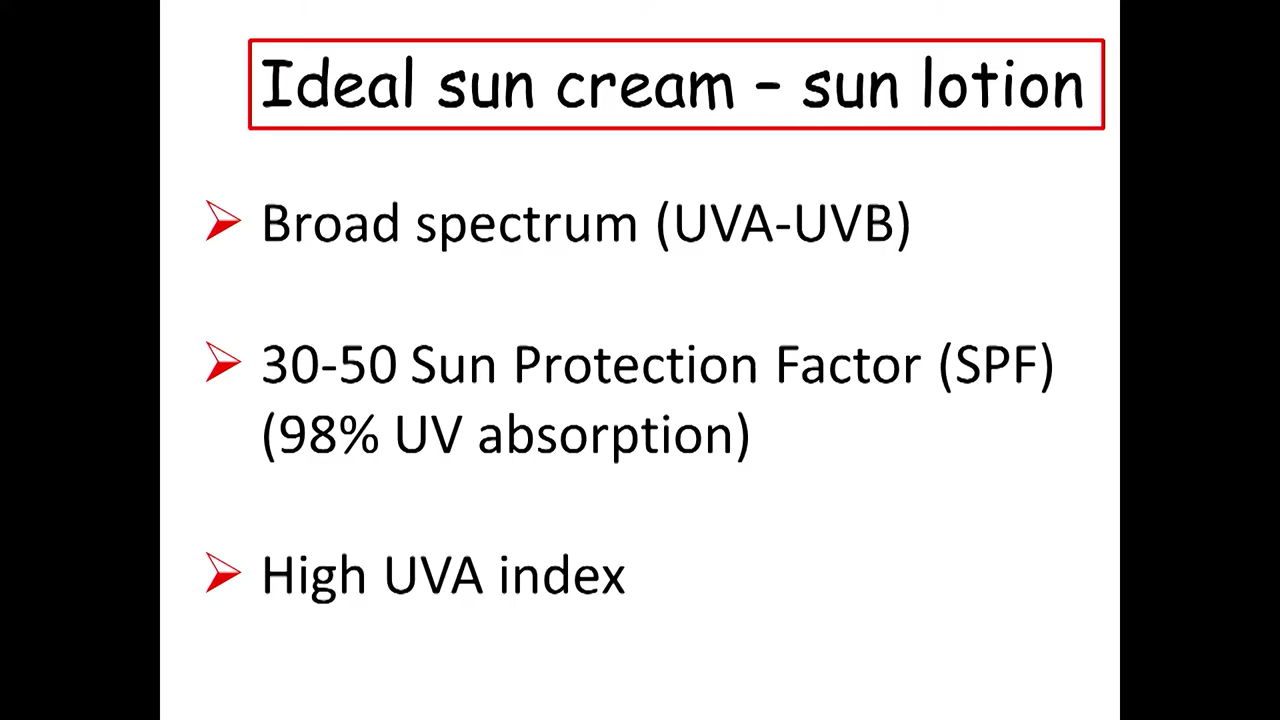 Ideal sun cream – sun lotion
Broad spectrum (UVA-UVB)
30-50 Sun Protection Factor (SPF)
(98% UV absorption)
High UVA index